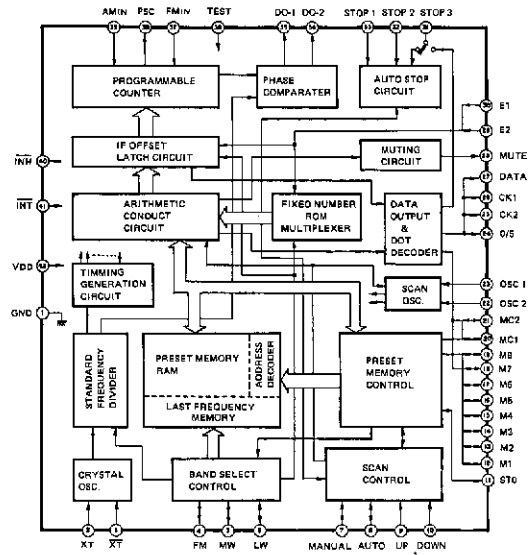 AMIN PSC FMIN TEST DO-1 DO-2 STOP 1 STOP 2 STOP 3
PROGRAMMABLE
COUNTER
PHASE
COMPARATER
AUTO STOP
CIRCUIT
E1
E2
IF OFFSET
LATCH CIRCUIT
MUTING
CIRCUIT
MUTE
INH
DATA
CK1
CK2
O/S
ARITHMETIC
CONDUCT
CIRCUIT
FIXED NUMBER
ROM
MULTIPLEXER
DATA
OUTPUT
&
DOT
DECODER
INT
VDD
TIMMING
GENERATION
CIRCUIT
SCAN
OSC.
OSC 1
OSC 2
GND
1
MC2
MC1
M8
M7
M6
M5
M4
M3
M2
M1
STO
STANDARD
FREQUENCY
DIVIDER
PRESET MEMORY
RAM
ADDRESS
DECODER
LAST FREQUENCY
MEMORY
PRESET
MEMORY
CONTROL
CRYSTAL
OSC.
BAND SELECT
CONTROL
SCAN
CONTROL
XT XT FM MW LW MANUAL AUTO UP DOWN